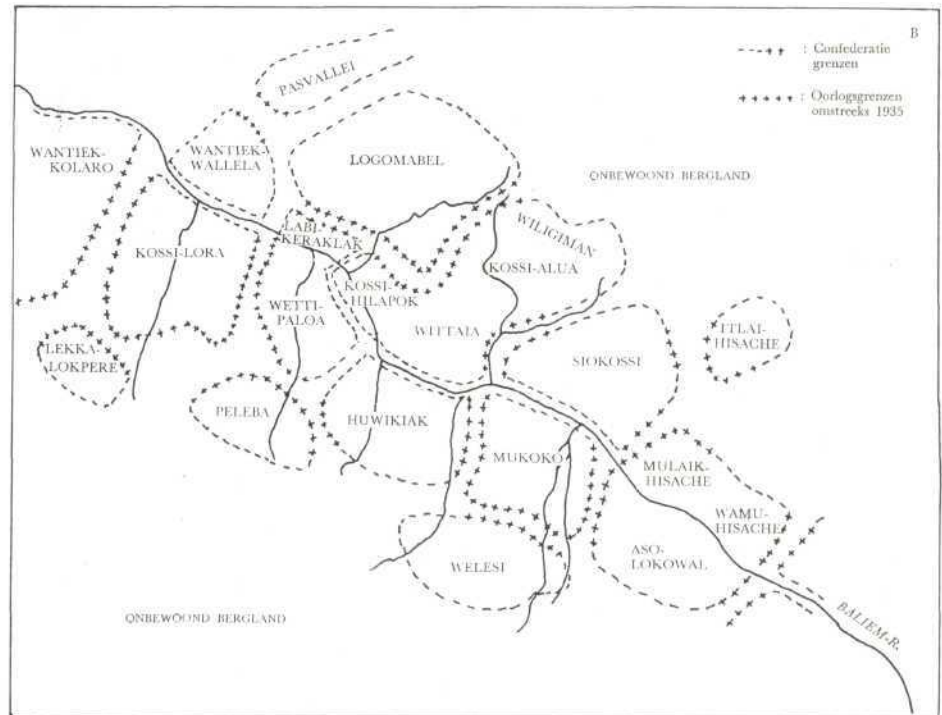 B
: Confederatie
grenzen
: Oorlogsgrenzen
omstreeks 1935
PASVALLEI
WANTIEK-
KOLARO
WANTIEK-
WALLELA
LOGOMABEL
ONBEWOOND BERGLAND
KOSSI-LORA
LABI-
KERAKLAK
WILIGIMAN-
KOSSI-ALUA
KOSSI-
HILAPOK
WETTI-
PALOA
WITTAIA
LEKKA-
LOKPERE
SIOKOSSI
ITLAI-
HISACHE
PELEBA
HUWIKIAK
MUKOKO
MULAIK-
HISACHE
WAMU-
HISACHE
ASO-
LOKOWAL
WELESI
ONBEWOOND BERGLAND
BALIEM-R.